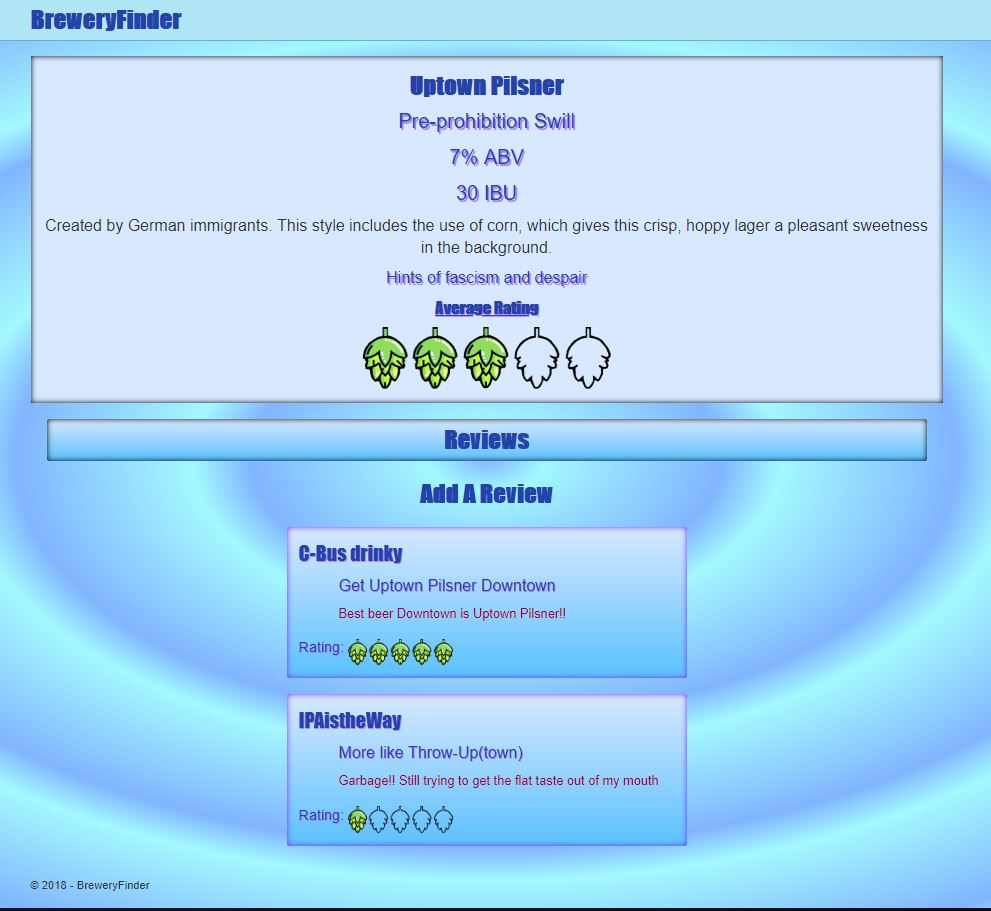 BreweryFinder
Uptown Pilsner
Pre-prohibition Swill
7% ABV
30 IBU
Created by German immigrants. This style includes the use of corn, which gives this crisp, hoppy lager a pleasant sweetness
in the background.
Hints of fascism and despair
Average Rating
Reviews
Add A Review
C-Bus drinky
Get Uptown Pilsner Downtown
Best beer Downtown is Uptown Pilsner!!
Rating:
IPAistheWay
More like Throw-Up(town)
Garbage!! Still trying to get the flat taste out of my mouth
Rating:
© 2018 - BreweryFinder